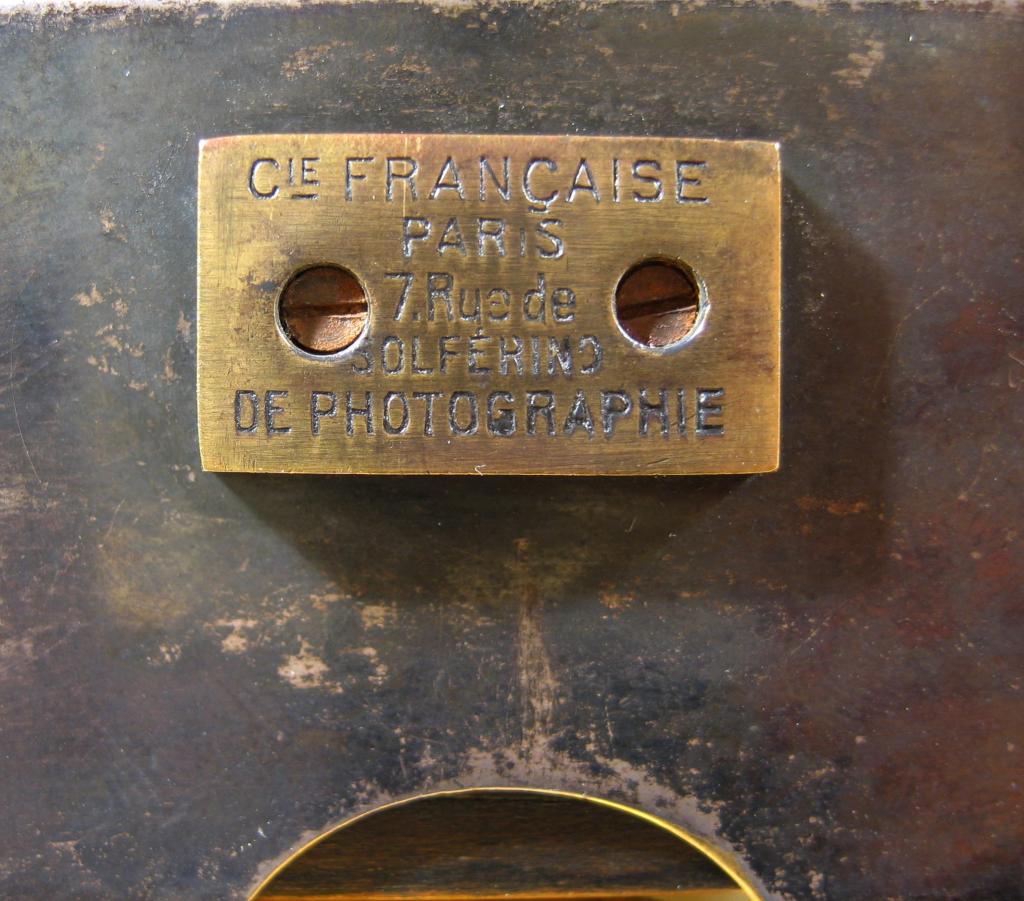 CIE FRANÇAISE
PARIS
7. Rue de
SOLFÉRINO
DE PHOTOGRAPHIE